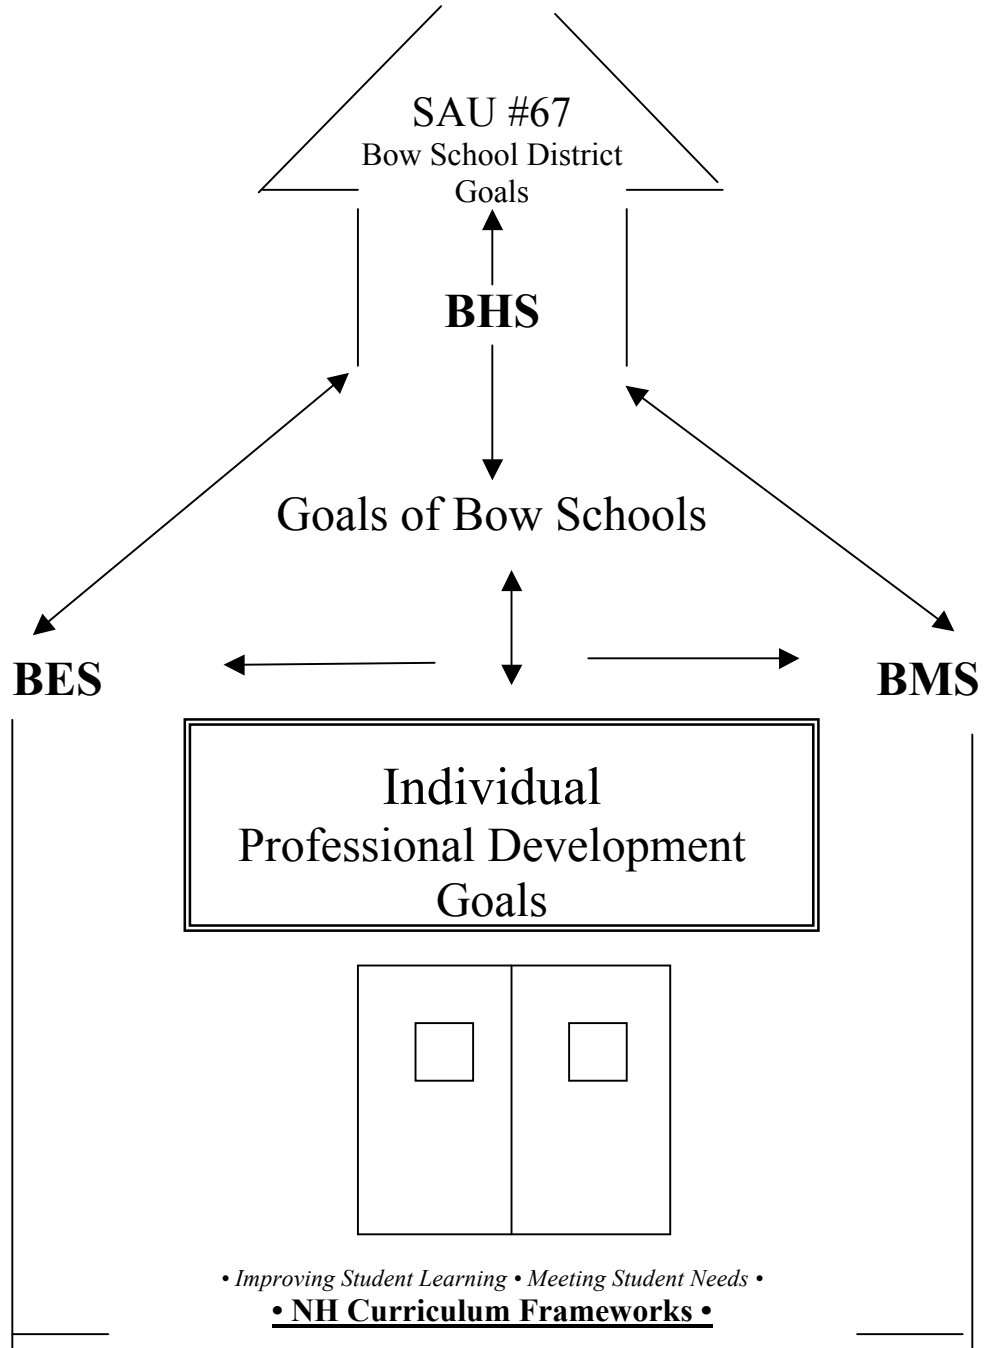 SAU #67
Bow School District
Goals
BHS
Goals of Bow Schools
BES
BMS
Individual
Professional Development
Goals
• Improving Student Learning • Meeting Student Needs •
• NH Curriculum Frameworks •